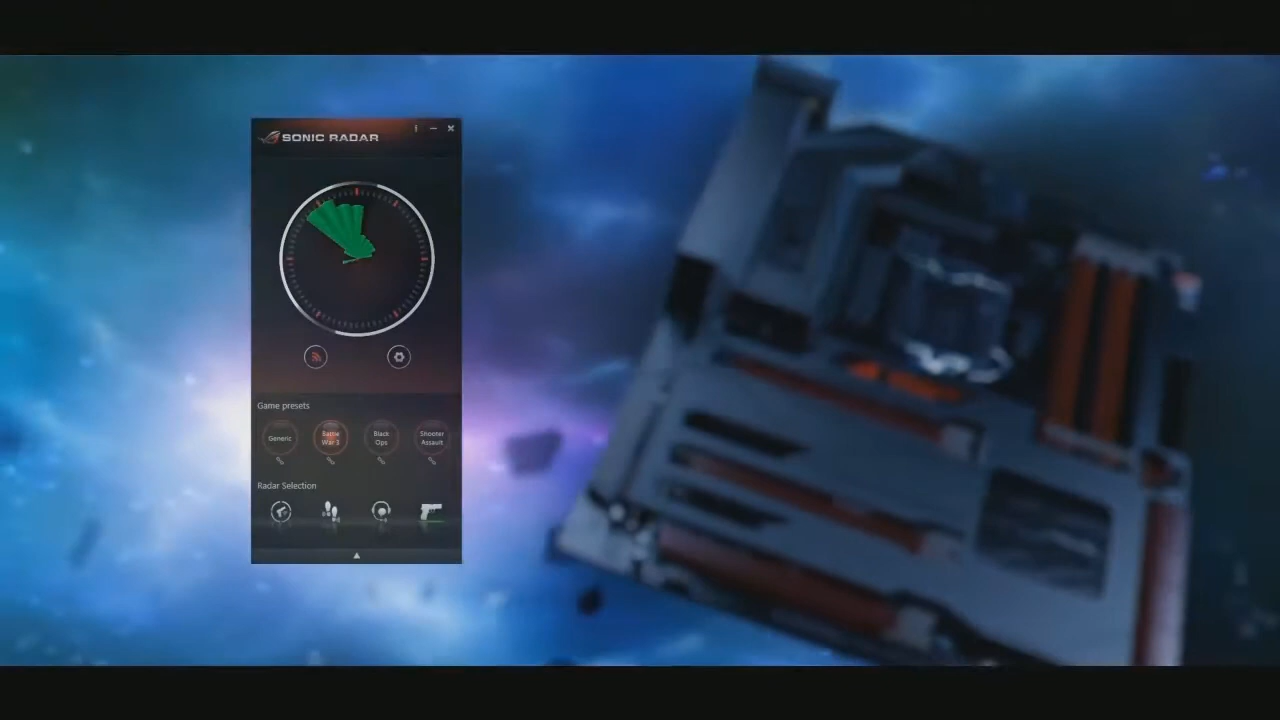 SONIC RADAR
Game presets
Generic
Battle
War 3
Black
Ops
Shooter
Assault
Radar Selection